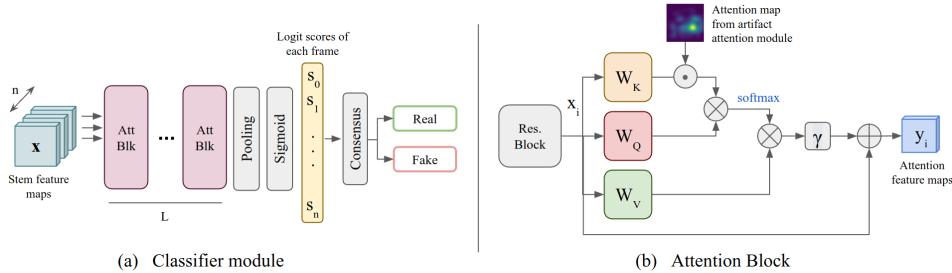 n
x
Stem feature
maps
Att
Blk
...
Att
Blk
L
Pooling
Sigmoid
Logit scores of
each frame
S0
S1
.
.
.
.
Sn
Consensus
Real
Fake
(a) Classifier module
Attention map
from artifact
attention module
Res.
Block
Xi
WK
WQ
WV
softmax
γ
yi
Attention
feature maps
(b) Attention Block